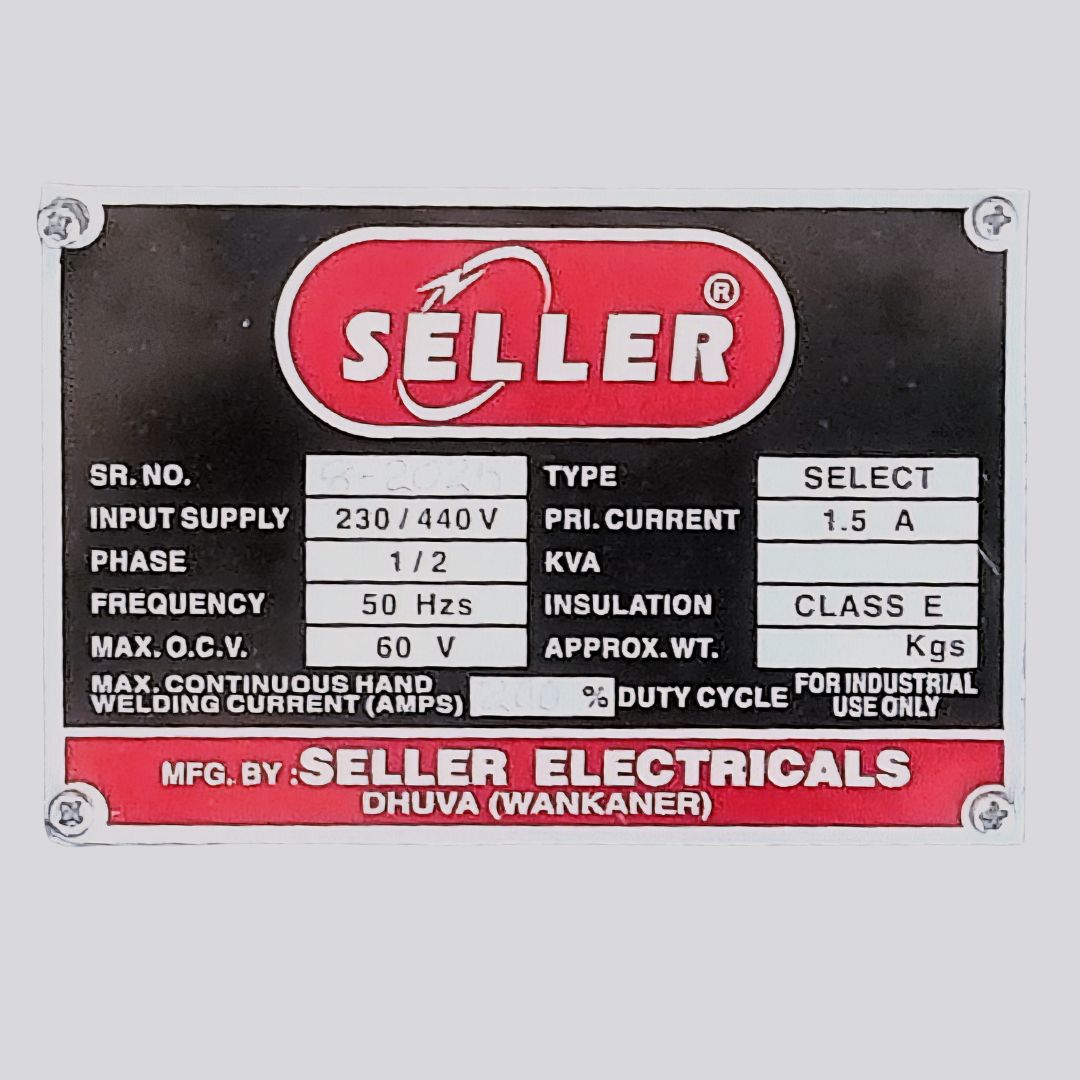 SELLER ®
SR. NO. TYPE SELECT
INPUT SUPPLY 230 / 440 V PRI. CURRENT 1.5 A
PHASE 1 / 2 KVA
FREQUENCY 50 Hzs INSULATION CLASS E
MAX. O.C.V. 60 V APPROX. WT. Kgs
MAX. CONTINUOUS HAND
WELDING CURRENT (AMPS) % DUTY CYCLE FOR INDUSTRIAL
USE ONLY
MFG. BY : SELLER ELECTRICALS
DHUVA (WANKANER)